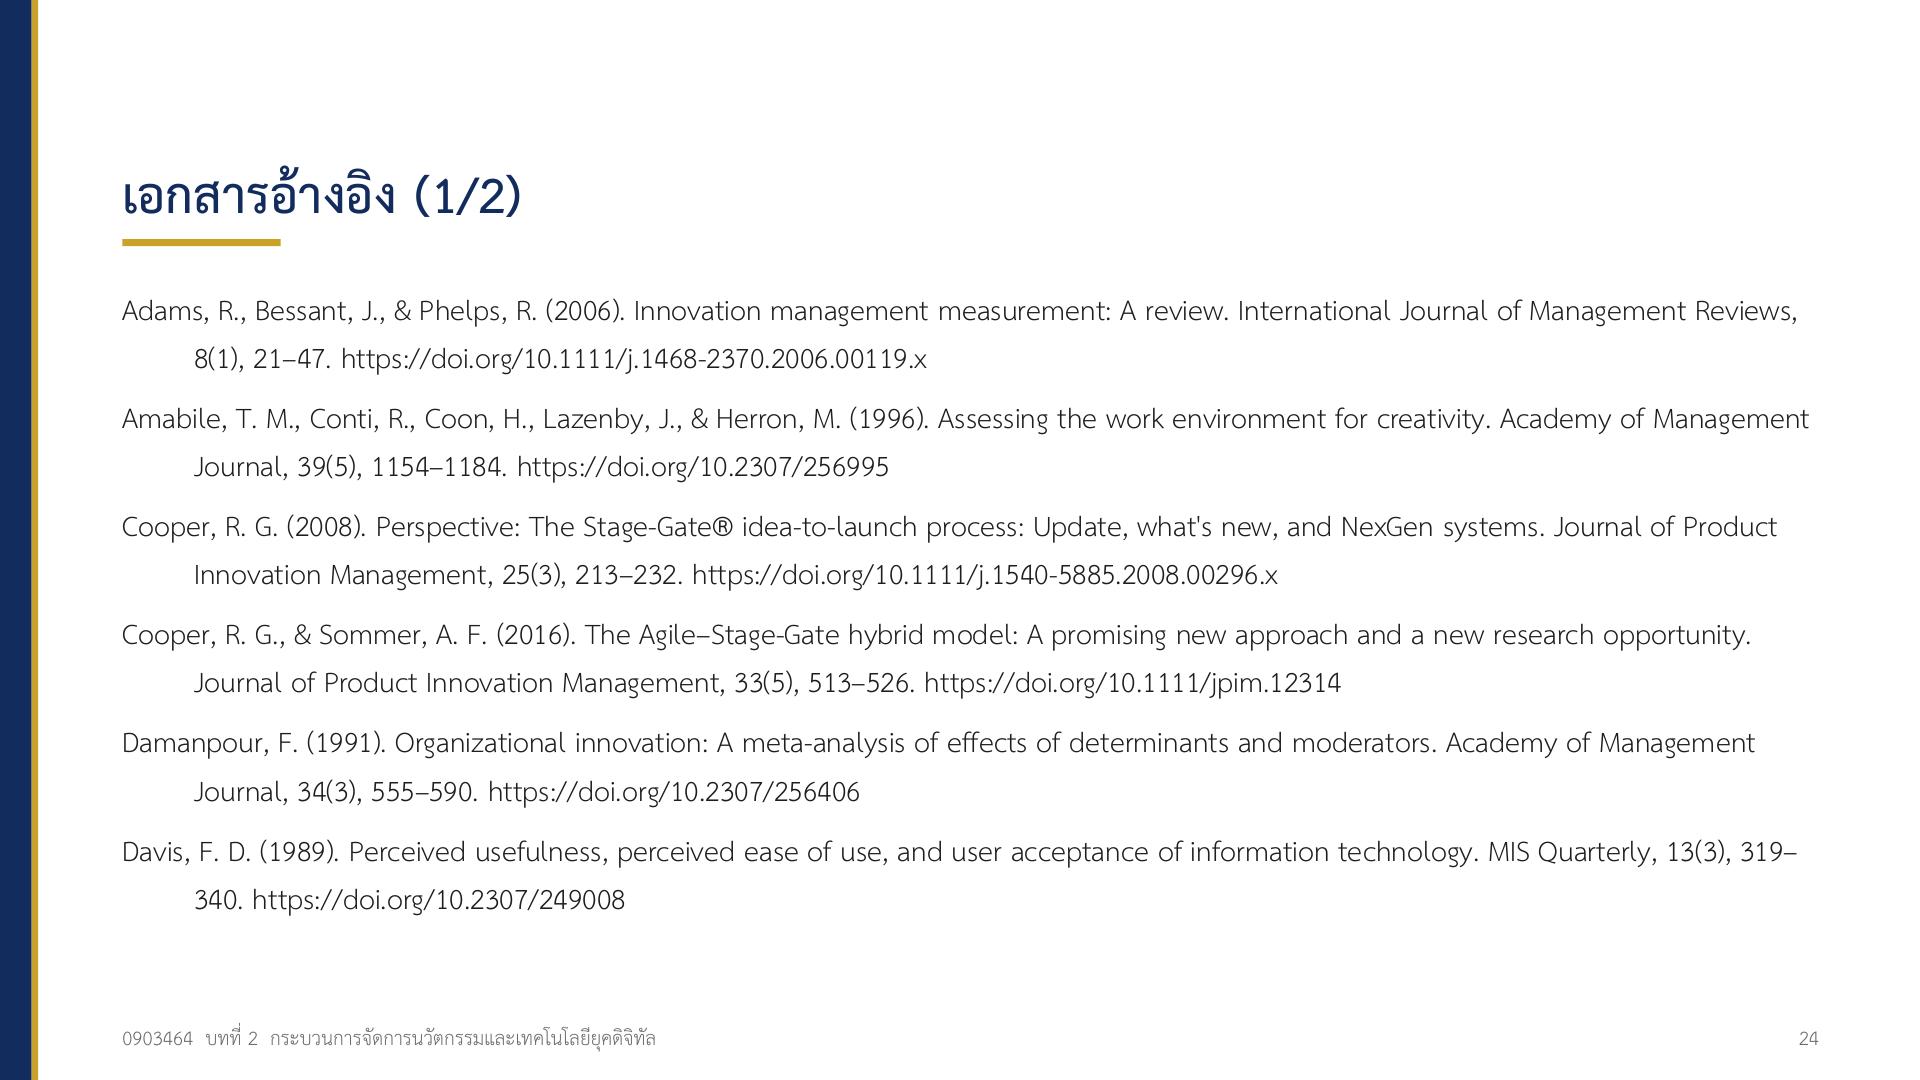 เอกสารอ้างอิง (1/2)
Adams, R., Bessant, J., & Phelps, R. (2006). Innovation management measurement: A review. International Journal of Management Reviews,
8(1), 21–47. https://doi.org/10.1111/j.1468-2370.2006.00119.x
Amabile, T. M., Conti, R., Coon, H., Lazenby, J., & Herron, M. (1996). Assessing the work environment for creativity. Academy of Management
Journal, 39(5), 1154–1184. https://doi.org/10.2307/256995
Cooper, R. G. (2008). Perspective: The Stage-Gate® idea-to-launch process: Update, what's new, and NexGen systems. Journal of Product
Innovation Management, 25(3), 213–232. https://doi.org/10.1111/j.1540-5885.2008.00296.x
Cooper, R. G., & Sommer, A. F. (2016). The Agile–Stage-Gate hybrid model: A promising new approach and a new research opportunity.
Journal of Product Innovation Management, 33(5), 513–526. https://doi.org/10.1111/jpim.12314
Damanpour, F. (1991). Organizational innovation: A meta-analysis of effects of determinants and moderators. Academy of Management
Journal, 34(3), 555–590. https://doi.org/10.2307/256406
Davis, F. D. (1989). Perceived usefulness, perceived ease of use, and user acceptance of information technology. MIS Quarterly, 13(3), 319–
340. https://doi.org/10.2307/249008
0903464 บทที่ 2 กระบวนการจัดการนวัตกรรมและเทคโนโลยียุคดิจิทัล
24